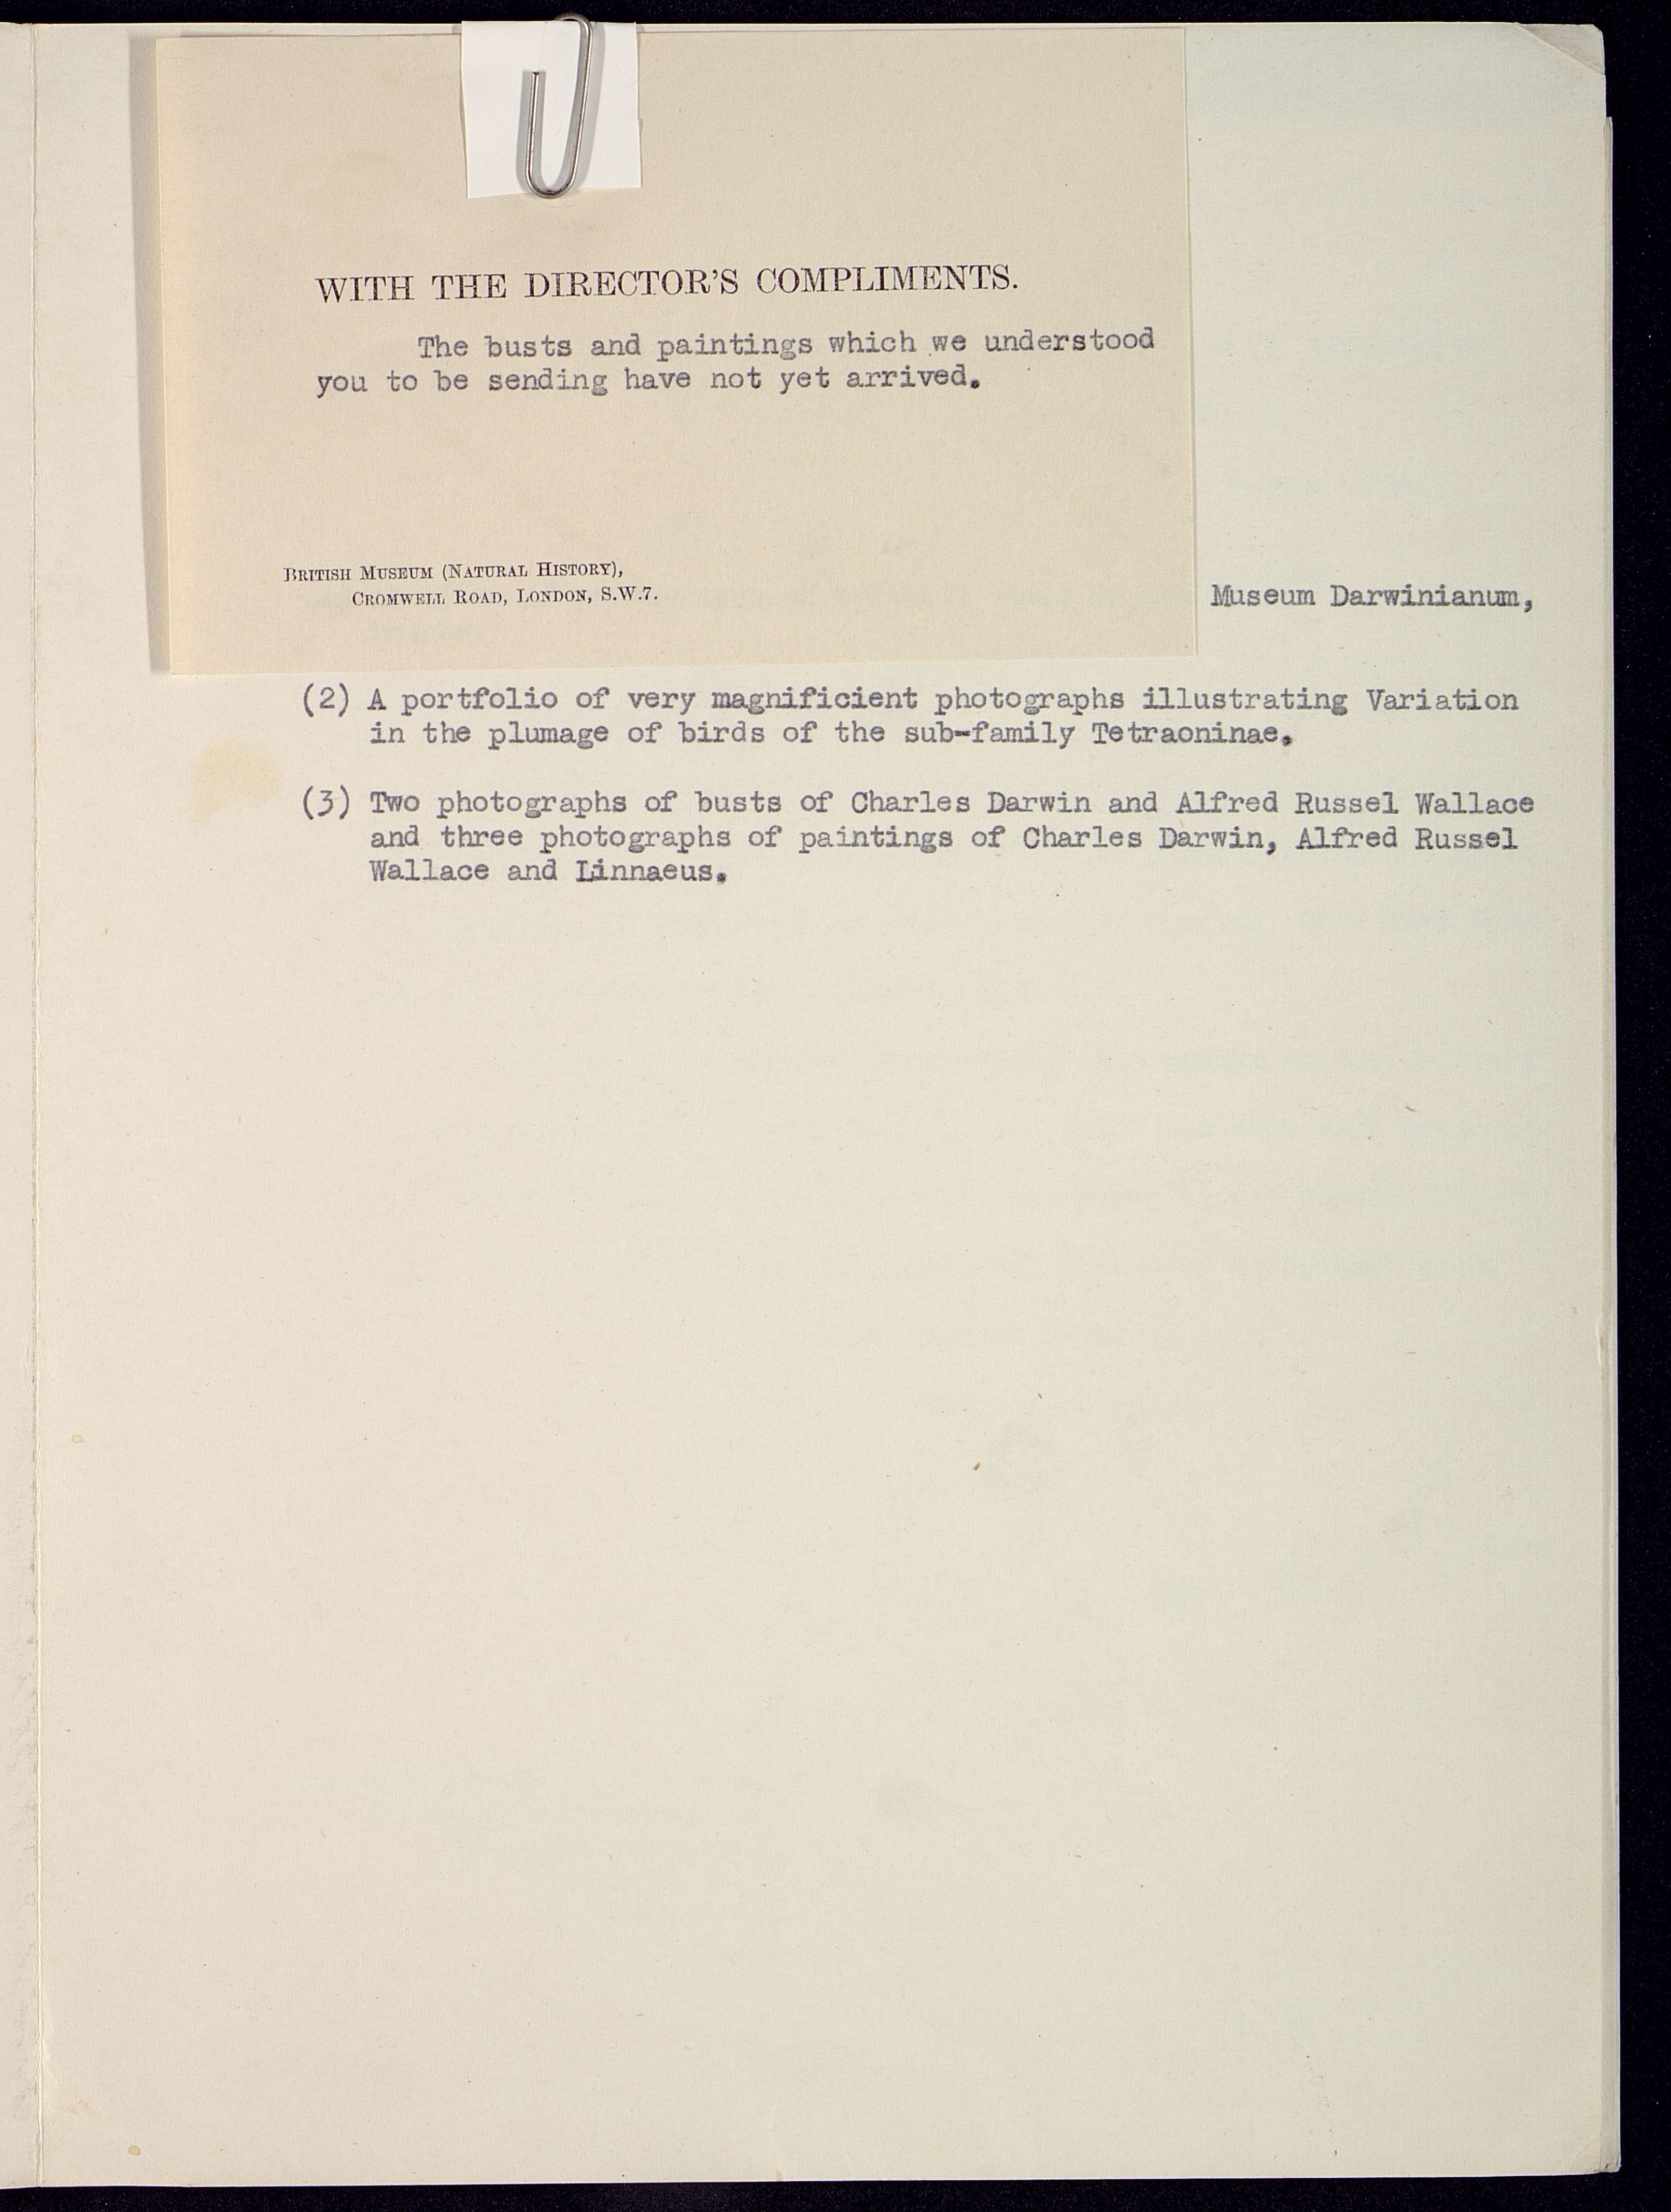 WITH THE DIRECTOR'S COMPLIMENTS.
The busts and paintings which we understood
you to be sending have not yet arrived.
BRITISH MUSEUM (NATURAL HISTORY),
CROMWELL ROAD, LONDON, S.W.7.
Museum Darwinianum,
(2) A portfolio of very magnificient photographs illustrating Variation
in the plumage of birds of the sub-family Tetraoninae.
(3) Two photographs of busts of Charles Darwin and Alfred Russel Wallace
and three photographs of paintings of Charles Darwin, Alfred Russel
Wallace and Linnaeus.